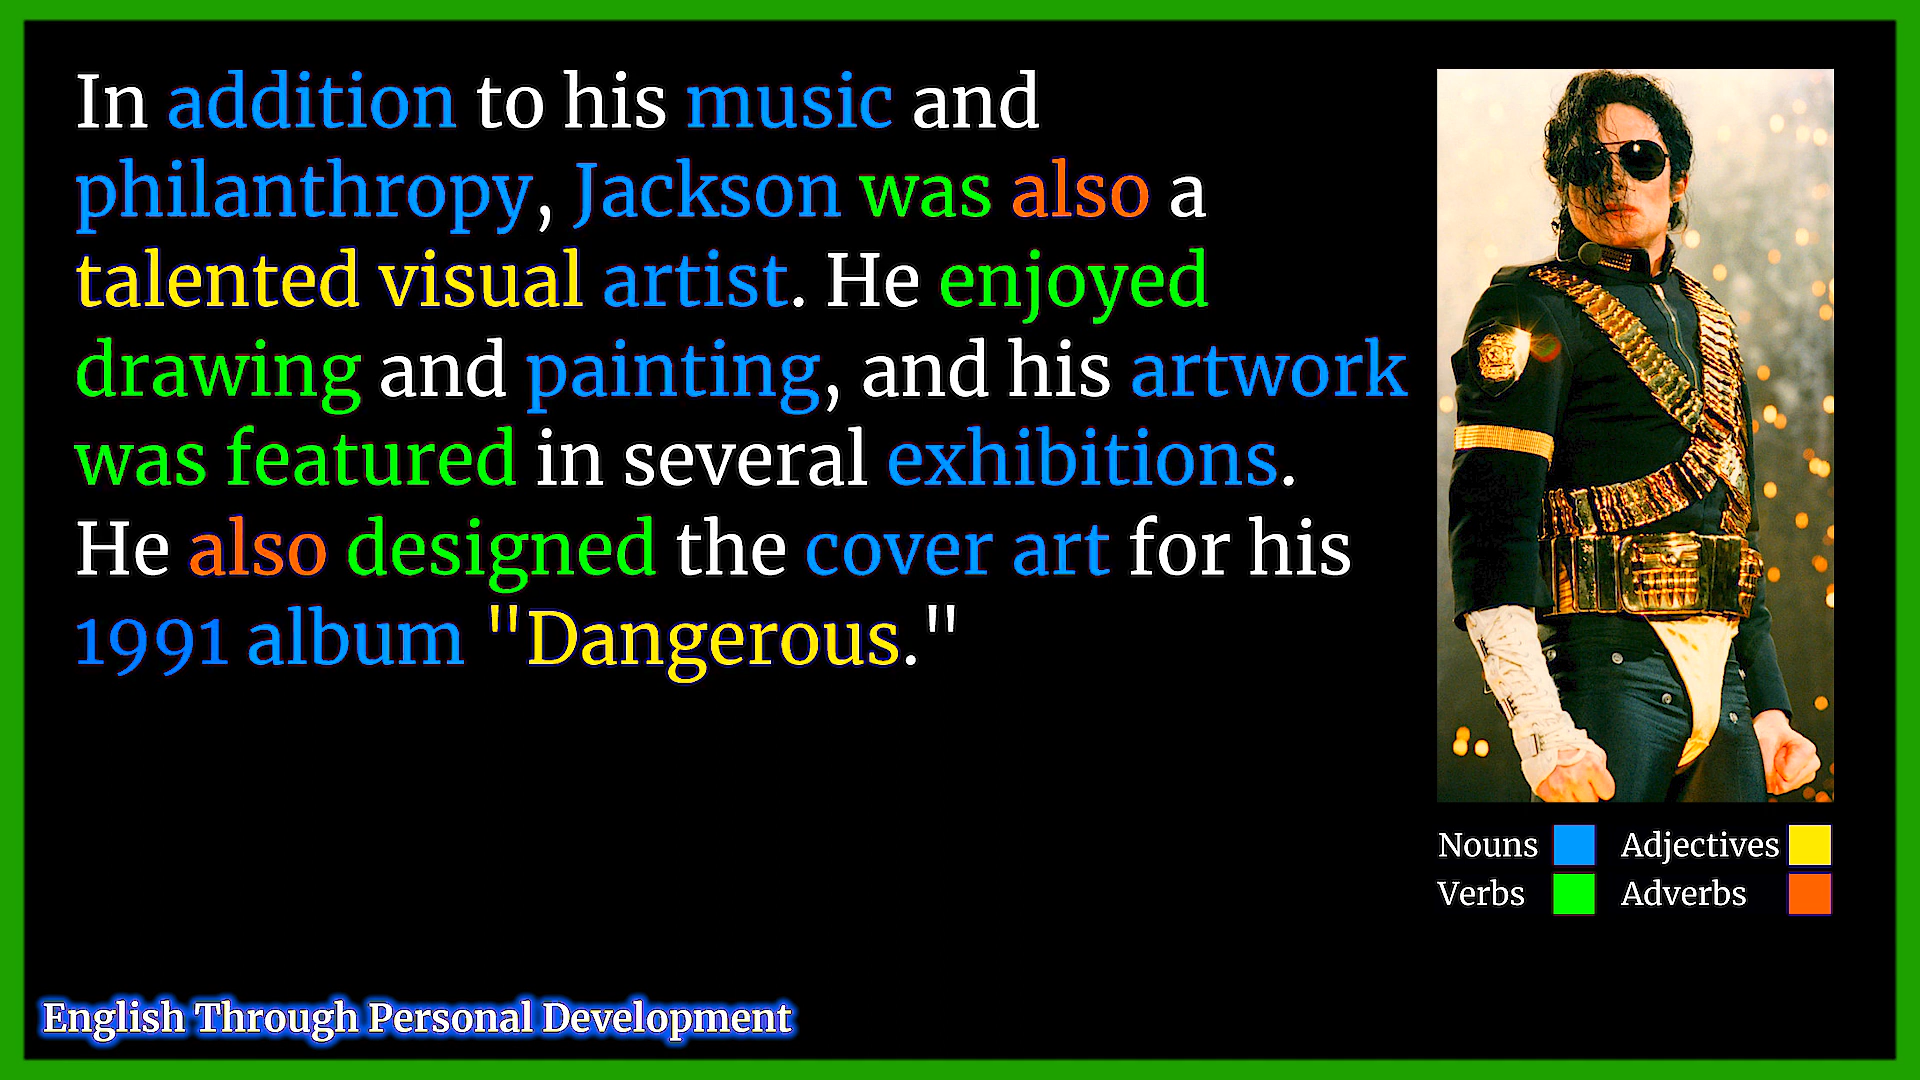 In addition to his music and
philanthropy, Jackson was also a
talented visual artist. He enjoyed
drawing and painting, and his artwork
was featured in several exhibitions.
He also designed the cover art for his
1991 album "Dangerous."
Nouns
Adjectives
Verbs
Adverbs
English Through Personal Development